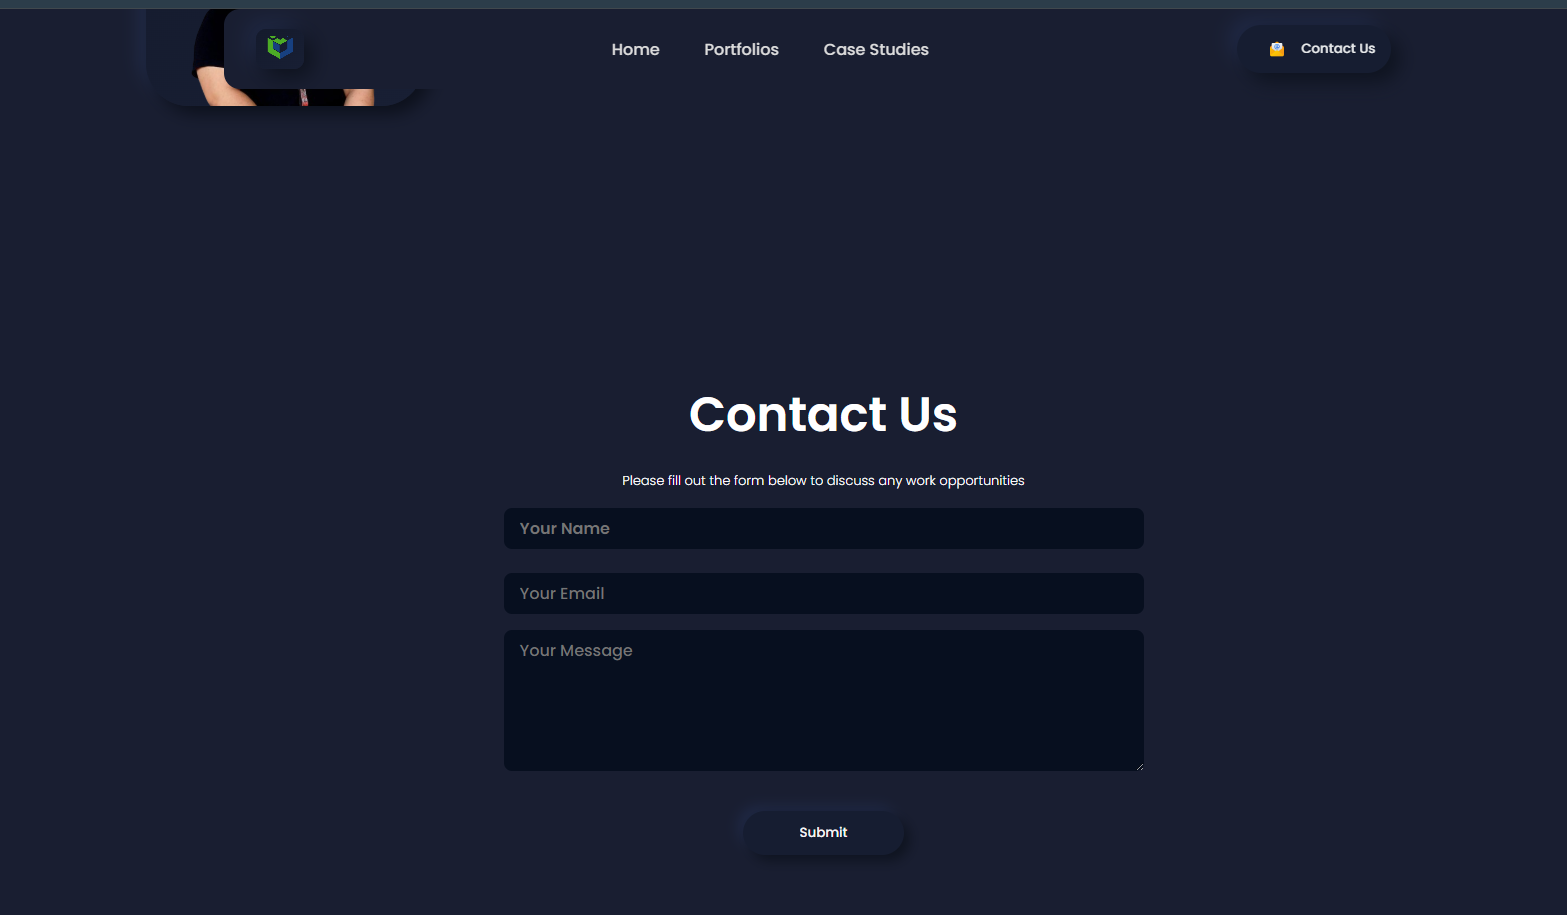 Home
Portfolios
Case Studies
Contact Us
Contact Us
Please fill out the form below to discuss any work opportunities
Your Name
Your Email
Your Message
Submit